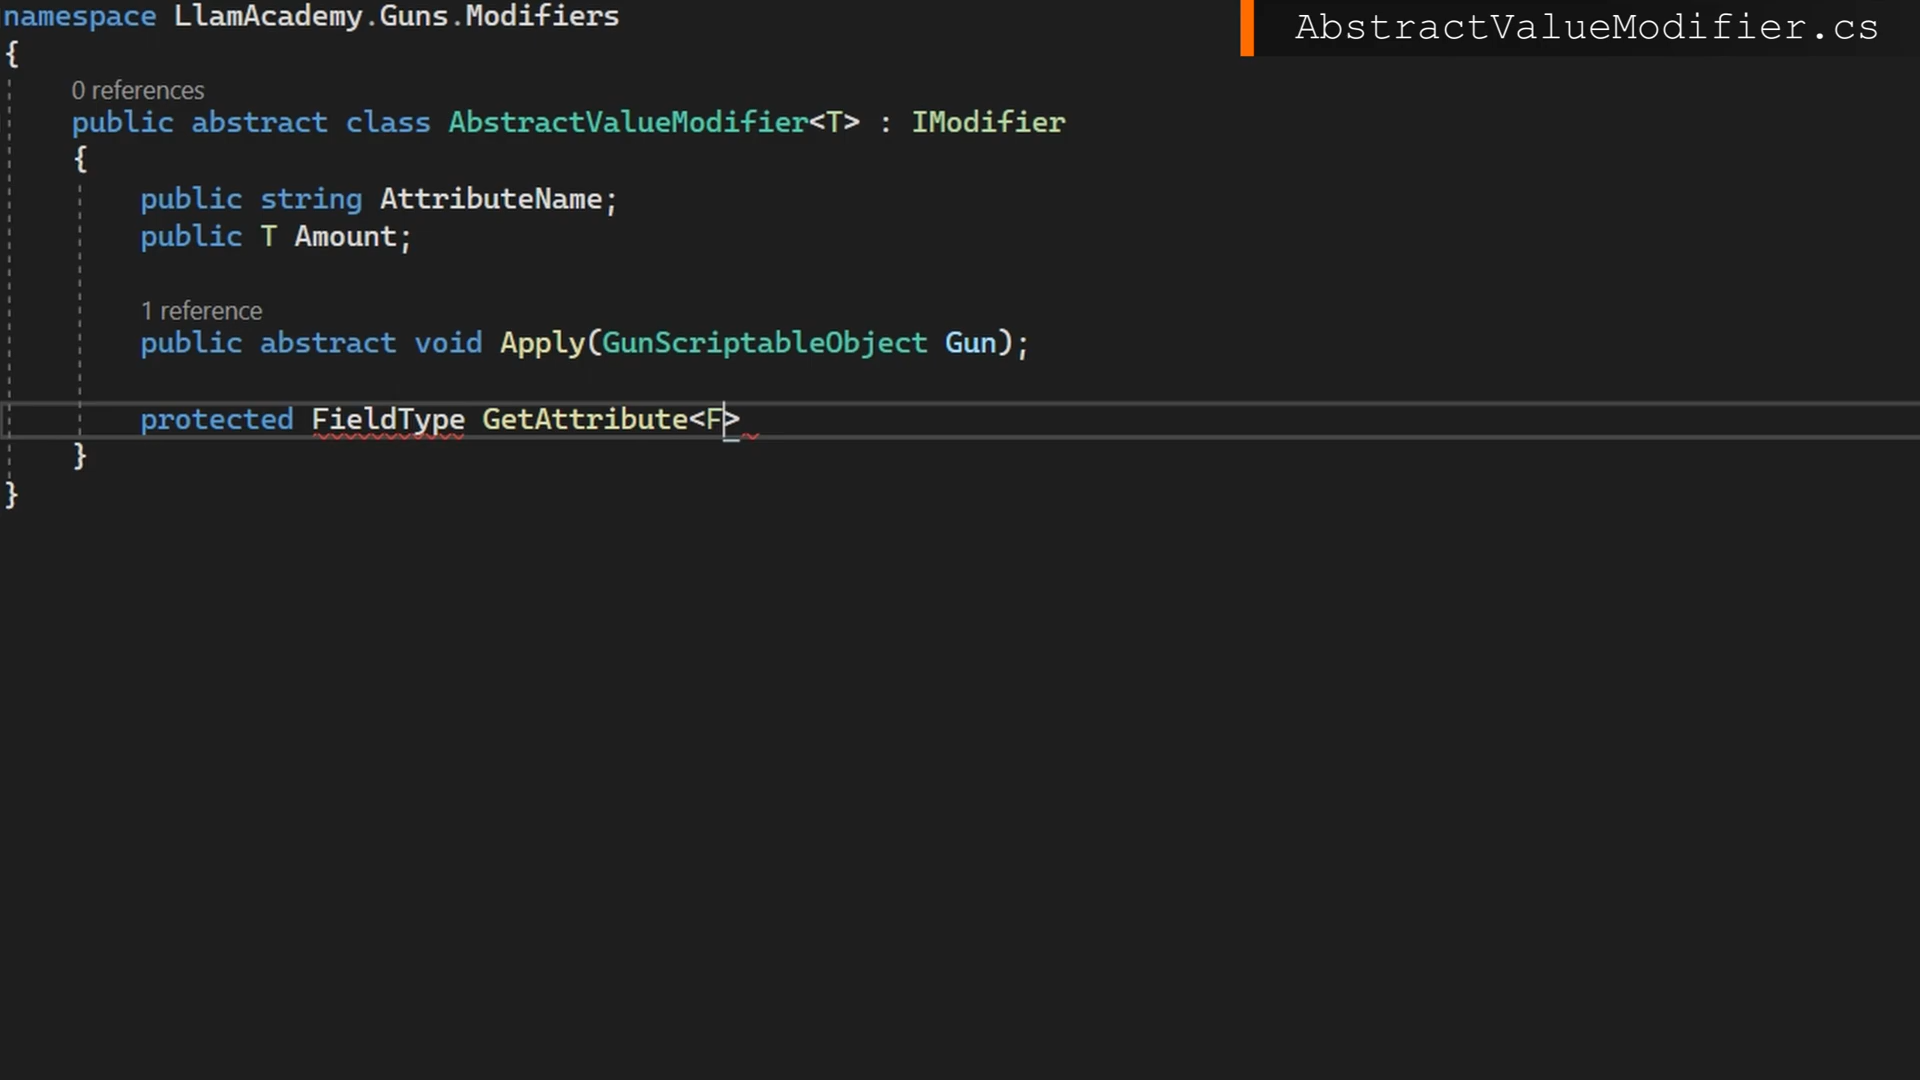 namespace LlamAcademy.Guns.Modifiers
AbstractValueModifier.cs
{
0 references
public abstract class AbstractValueModifier<T> : IModifier
{
public string AttributeName;
public T Amount;
1 reference
public abstract void Apply(GunScriptableObject Gun);
protected FieldType GetAttribute<F>
}
}